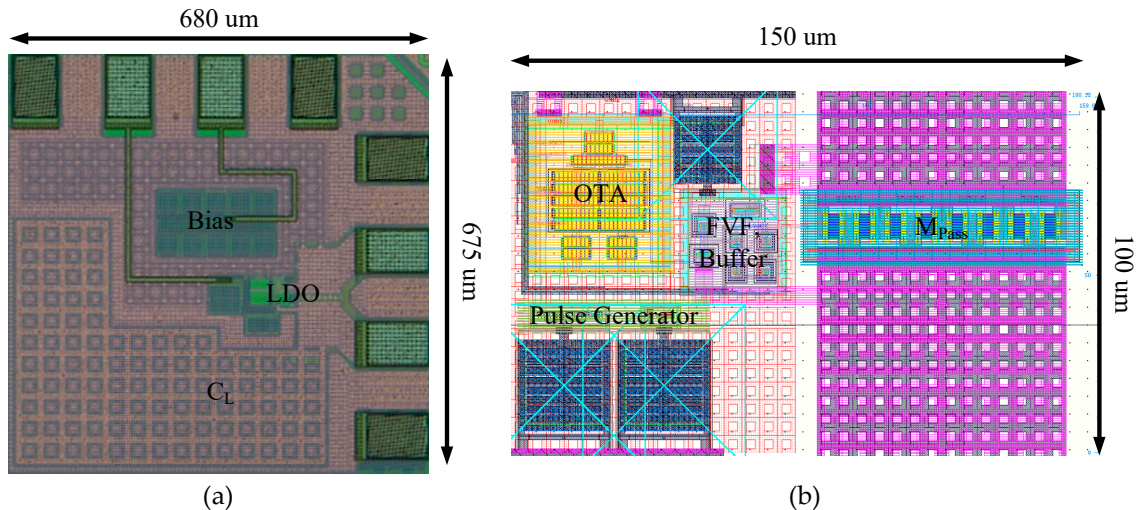 680 um
150 um
Bias
LDO
C_L
675 um
OTA
FVF,
Buffer
M_Pass
Pulse Generator
100 um
(a)
(b)